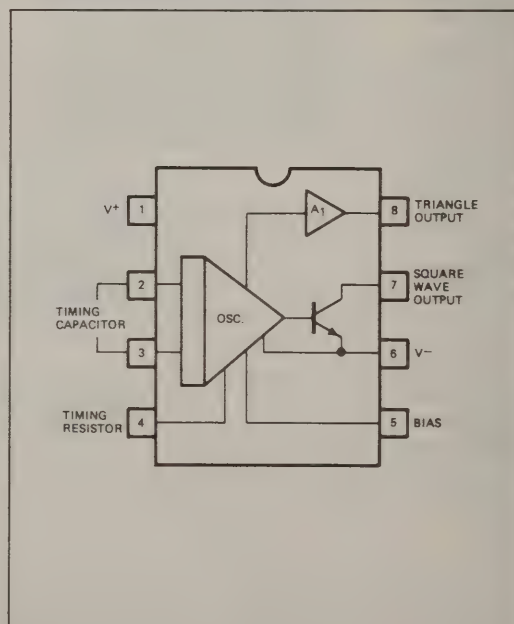 V+ 1
2
TIMING
CAPACITOR
3
TIMING
RESISTOR 4
OSC.
A1
8 TRIANGLE
OUTPUT
7 SQUARE
WAVE
OUTPUT
6 V−
5 BIAS